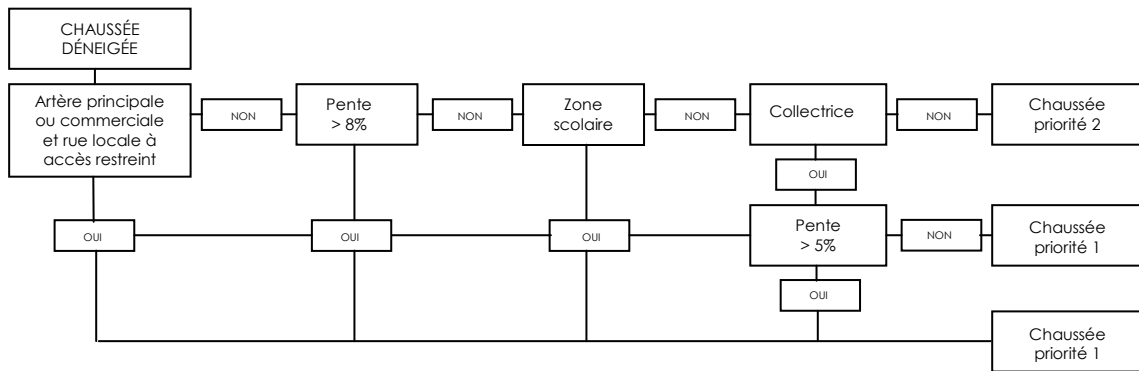 CHAUSSÉE
DÉNEIGÉE
Artère principale
ou commerciale
et rue locale à
accès restreint
NON
Pente
> 8%
NON
Zone
scolaire
NON
Collectrice
NON
Chaussée
priorité 2
OUI
OUI
OUI
OUI
Pente
> 5%
NON
Chaussée
priorité 1
OUI
Chaussée
priorité 1